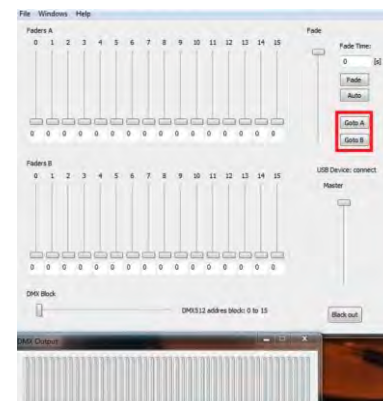 File Windows Help
Faders A
0 1 2 3 4 5 6 7 8 9 10 11 12 13 14 15
0 0 0 0 0 0 0 0 0 0 0 0 0 0 0 0
Fade
Fade Time:
0 [s]
Fade
Auto
Goto A
Goto B
Faders B
0 1 2 3 4 5 6 7 8 9 10 11 12 13 14 15
0 0 0 0 0 0 0 0 0 0 0 0 0 0 0 0
USB Device: connect
Master
DMX Block
DMX512 addres block: 0 to 15
Black out
DMX Output